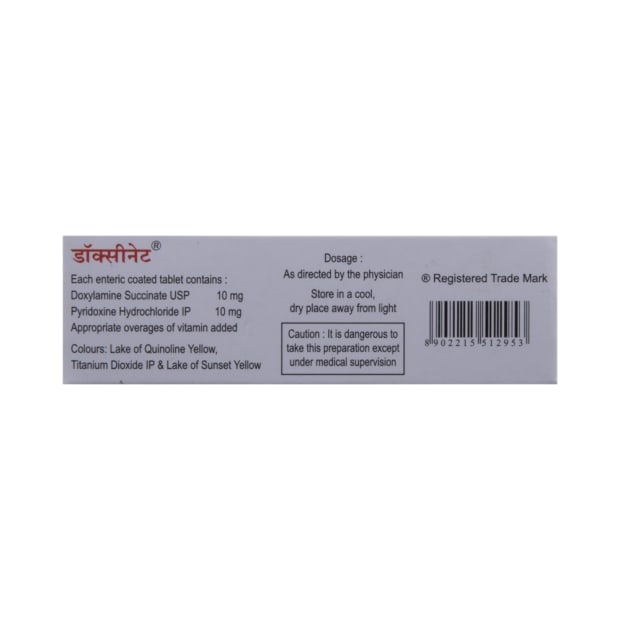 डॉक्सीनेट®
Each enteric coated tablet contains :
Doxylamine Succinate USP 10 mg
Pyridoxine Hydrochloride IP 10 mg
Appropriate overages of vitamin added
Colours: Lake of Quinoline Yellow,
Titanium Dioxide IP & Lake of Sunset Yellow
Dosage :
As directed by the physician
Store in a cool,
dry place away from light
Caution : It is dangerous to
take this preparation except
under medical supervision
® Registered Trade Mark
8 902215 512953